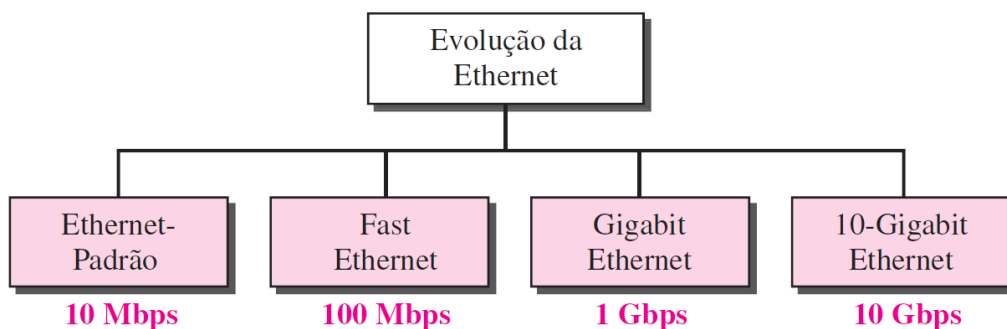 Evolução da
Ethernet
Ethernet-
Padrão
10 Mbps
Fast
Ethernet
100 Mbps
Gigabit
Ethernet
1 Gbps
10-Gigabit
Ethernet
10 Gbps